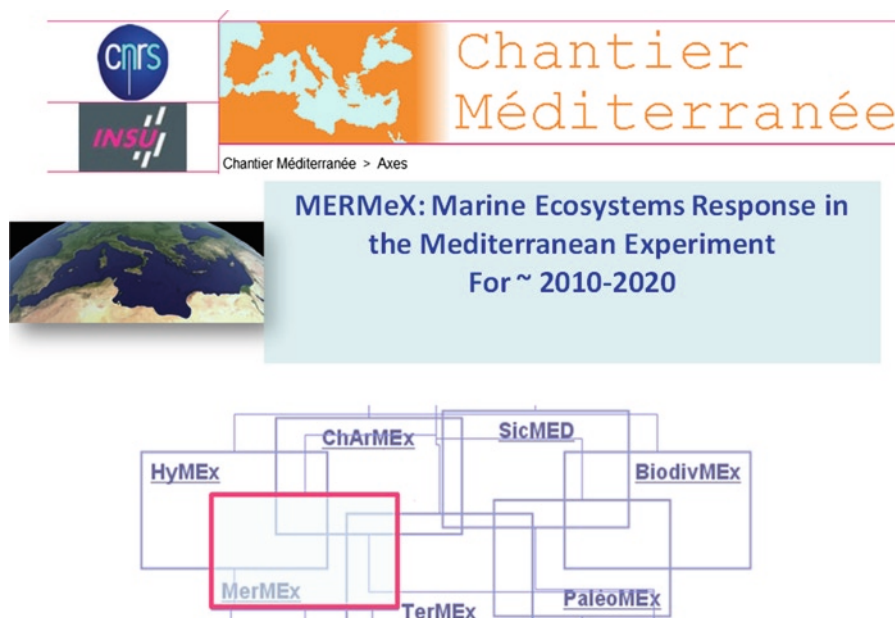 cnrs
INSU
Chantier
Méditerranée
Chantier Méditerranée > Axes
MERMeX: Marine Ecosystems Response in
the Mediterranean Experiment
For ~ 2010-2020
ChArMEx
SicMED
HyMEx
BiodivMEx
MerMEx
TerMEx
PaléoMEx